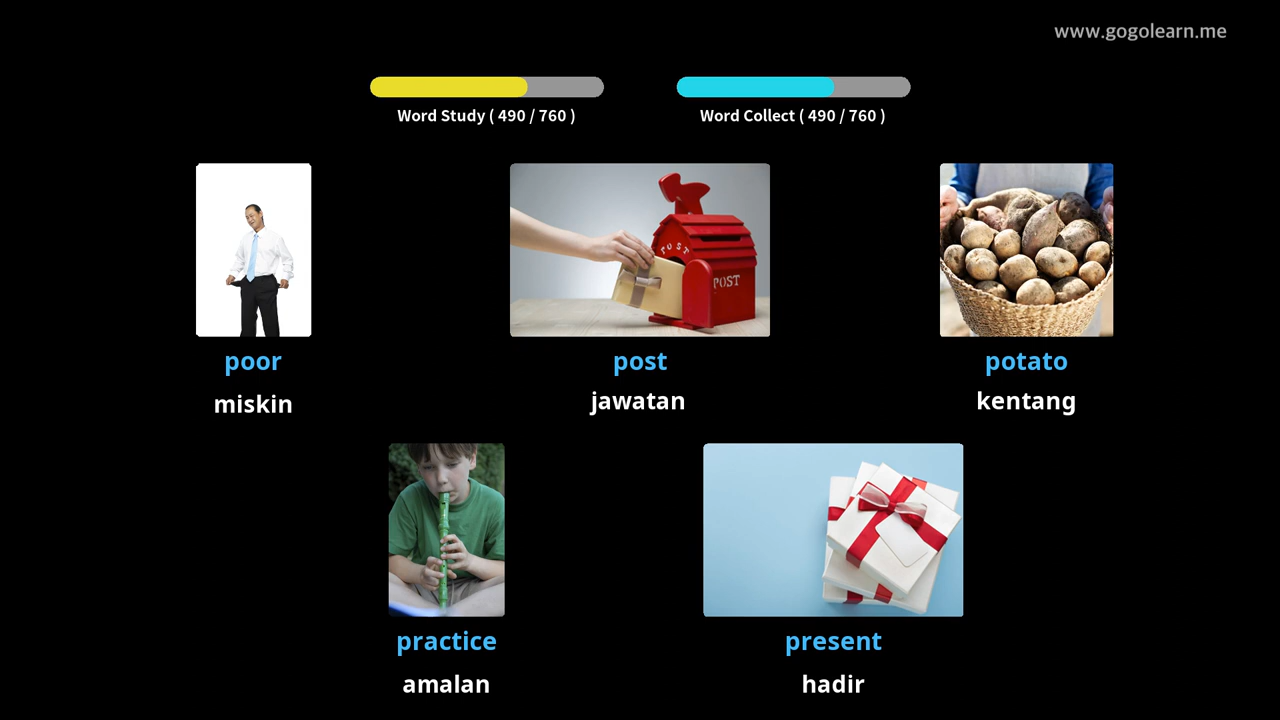 www.gogolearn.me
Word Study ( 490 / 760 )
Word Collect ( 490 / 760 )
POST
POST
poor
post
potato
miskin
jawatan
kentang
practice
present
amalan
hadir